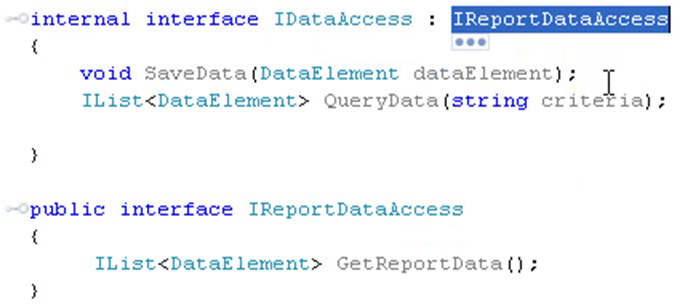 internal interface IDataAccess : IReportDataAccess
{
void SaveData(DataElement dataElement);
IList<DataElement> QueryData(string criteria);
}
public interface IReportDataAccess
{
IList<DataElement> GetReportData();
}